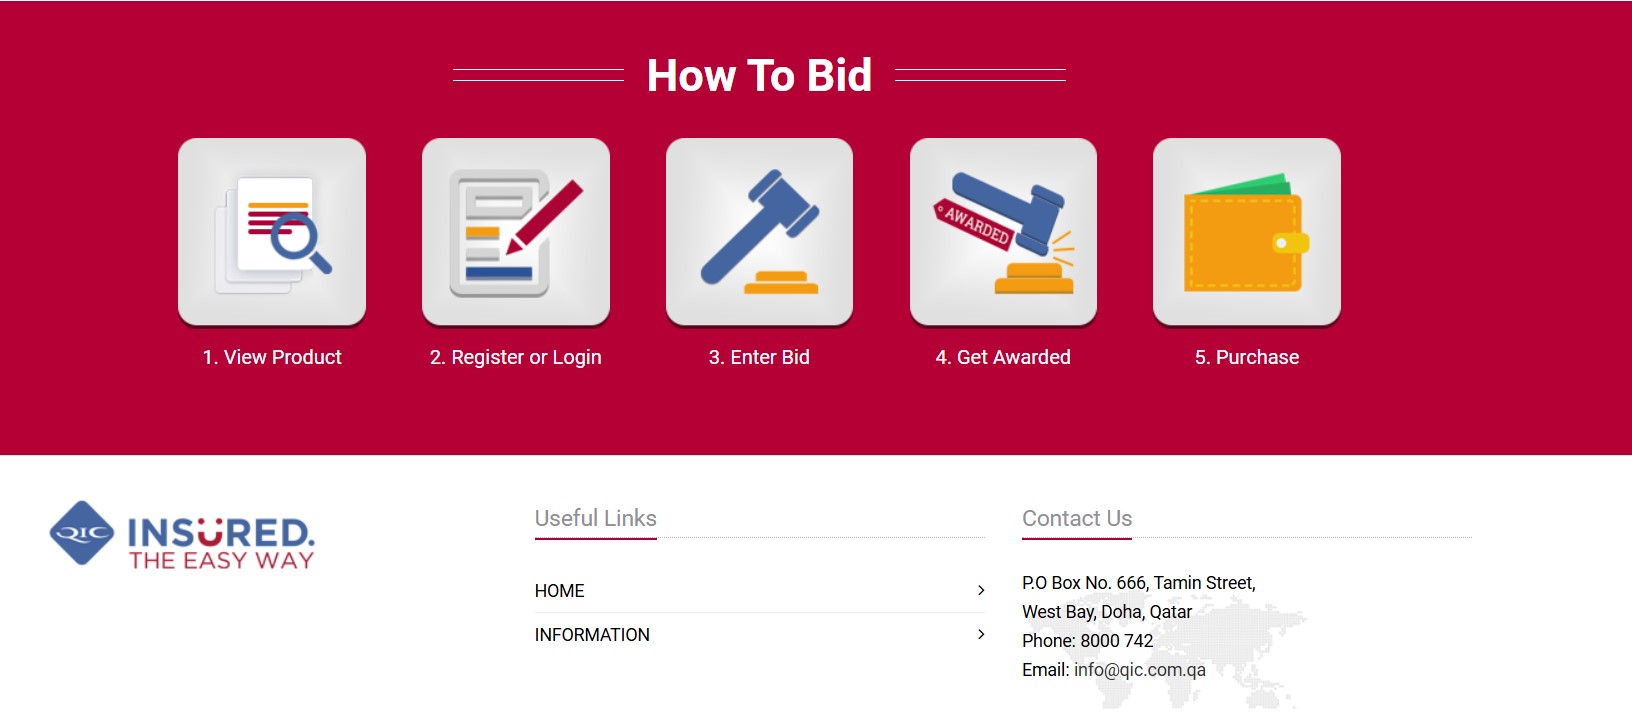 How To Bid
AWARDED
1. View Product
2. Register or Login
3. Enter Bid
4. Get Awarded
5. Purchase
QIC
INSURED.
THE EASY WAY
Useful Links
HOME
INFORMATION
Contact Us
P.O Box No. 666, Tamin Street,
West Bay, Doha, Qatar
Phone: 8000 742
Email: info@qic.com.qa